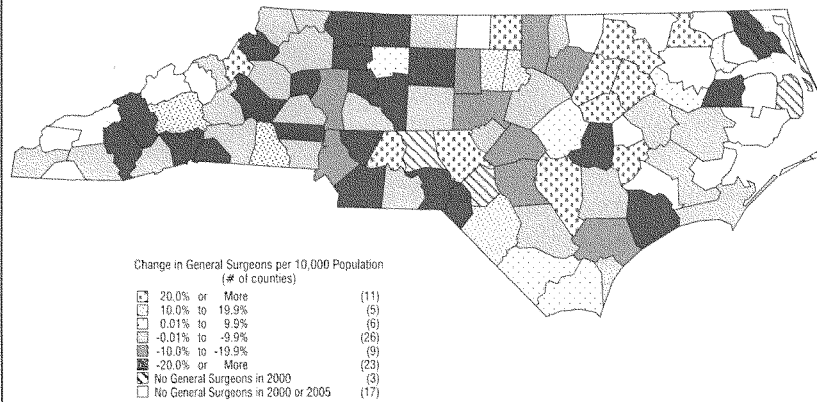 Change in General Surgeons per 10,000 Population
(# of counties)
20.0% or More (11)
10.0% to 19.9% (5)
0.01% to 9.9% (6)
-0.01% to -9.9% (26)
-10.0% to -19.9% (9)
-20.0% or More (23)
No General Surgeons in 2000 (3)
No General Surgeons in 2000 or 2005 (17)